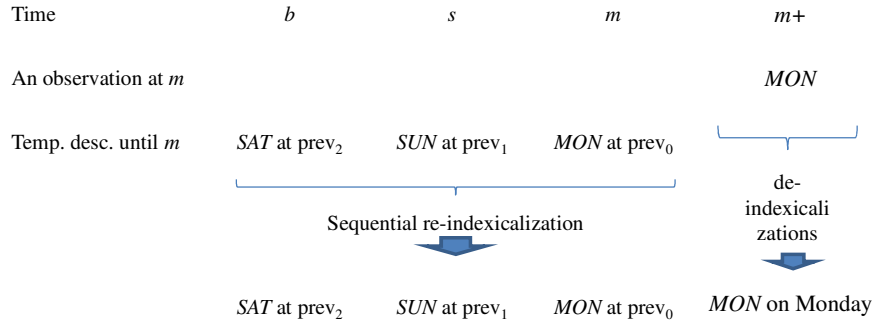 Time b s m m+
An observation at m MON
Temp. desc. until m SAT at prev₂ SUN at prev₁ MON at prev₀
de-
indexicali
zations
Sequential re-indexicalization
SAT at prev₂ SUN at prev₁ MON at prev₀ MON on Monday